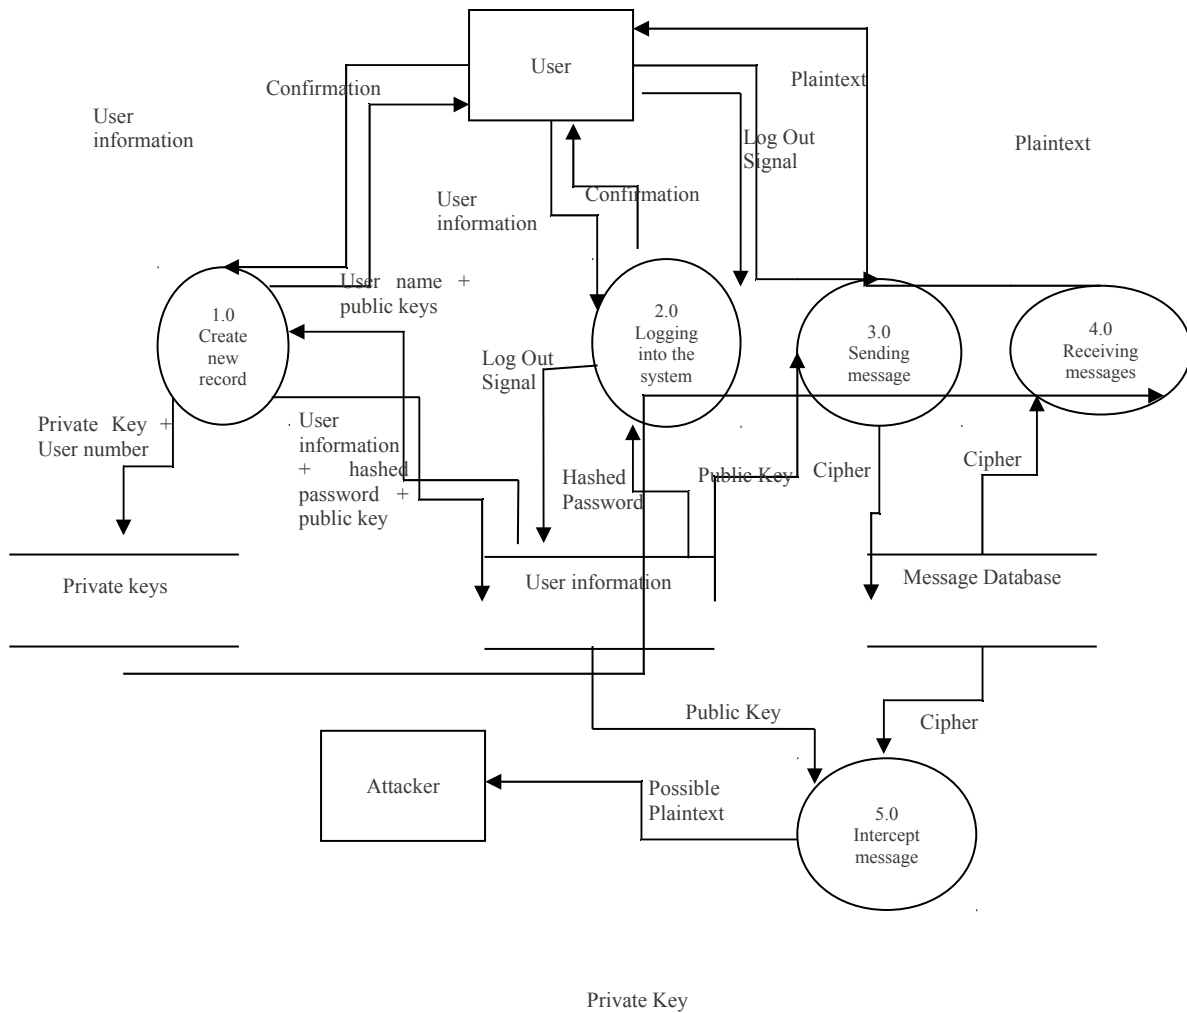 User
Confirmation
Plaintext
User
information
Log Out
Signal
Plaintext
User
information
Confirmation
User name +
public keys
1.0
Create
new
record
2.0
Logging
into the
system
3.0
Sending
message
4.0
Receiving
messages
Log Out
Signal
Private Key +
User number
User
information
+ hashed
password +
public key
Hashed
Password
Public Key
Cipher
Cipher
Private keys
User information
Message Database
Public Key
Cipher
Attacker
Possible
Plaintext
5.0
Intercept
message
Private Key